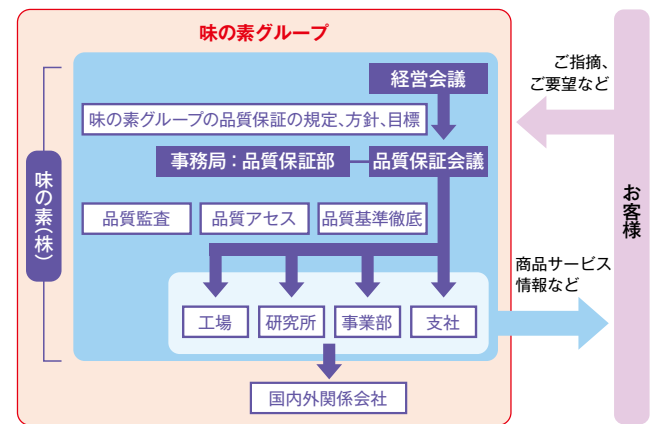 味の素グループ
経営会議
味の素グループの品質保証の規定、方針、目標
事務局：品質保証部
品質保証会議
品質監査
品質アセス
品質基準徹底
工場
研究所
事業部
支社
国内外関係会社
味の素(株)
ご指摘、
ご要望など
商品サービス
情報など
お客様